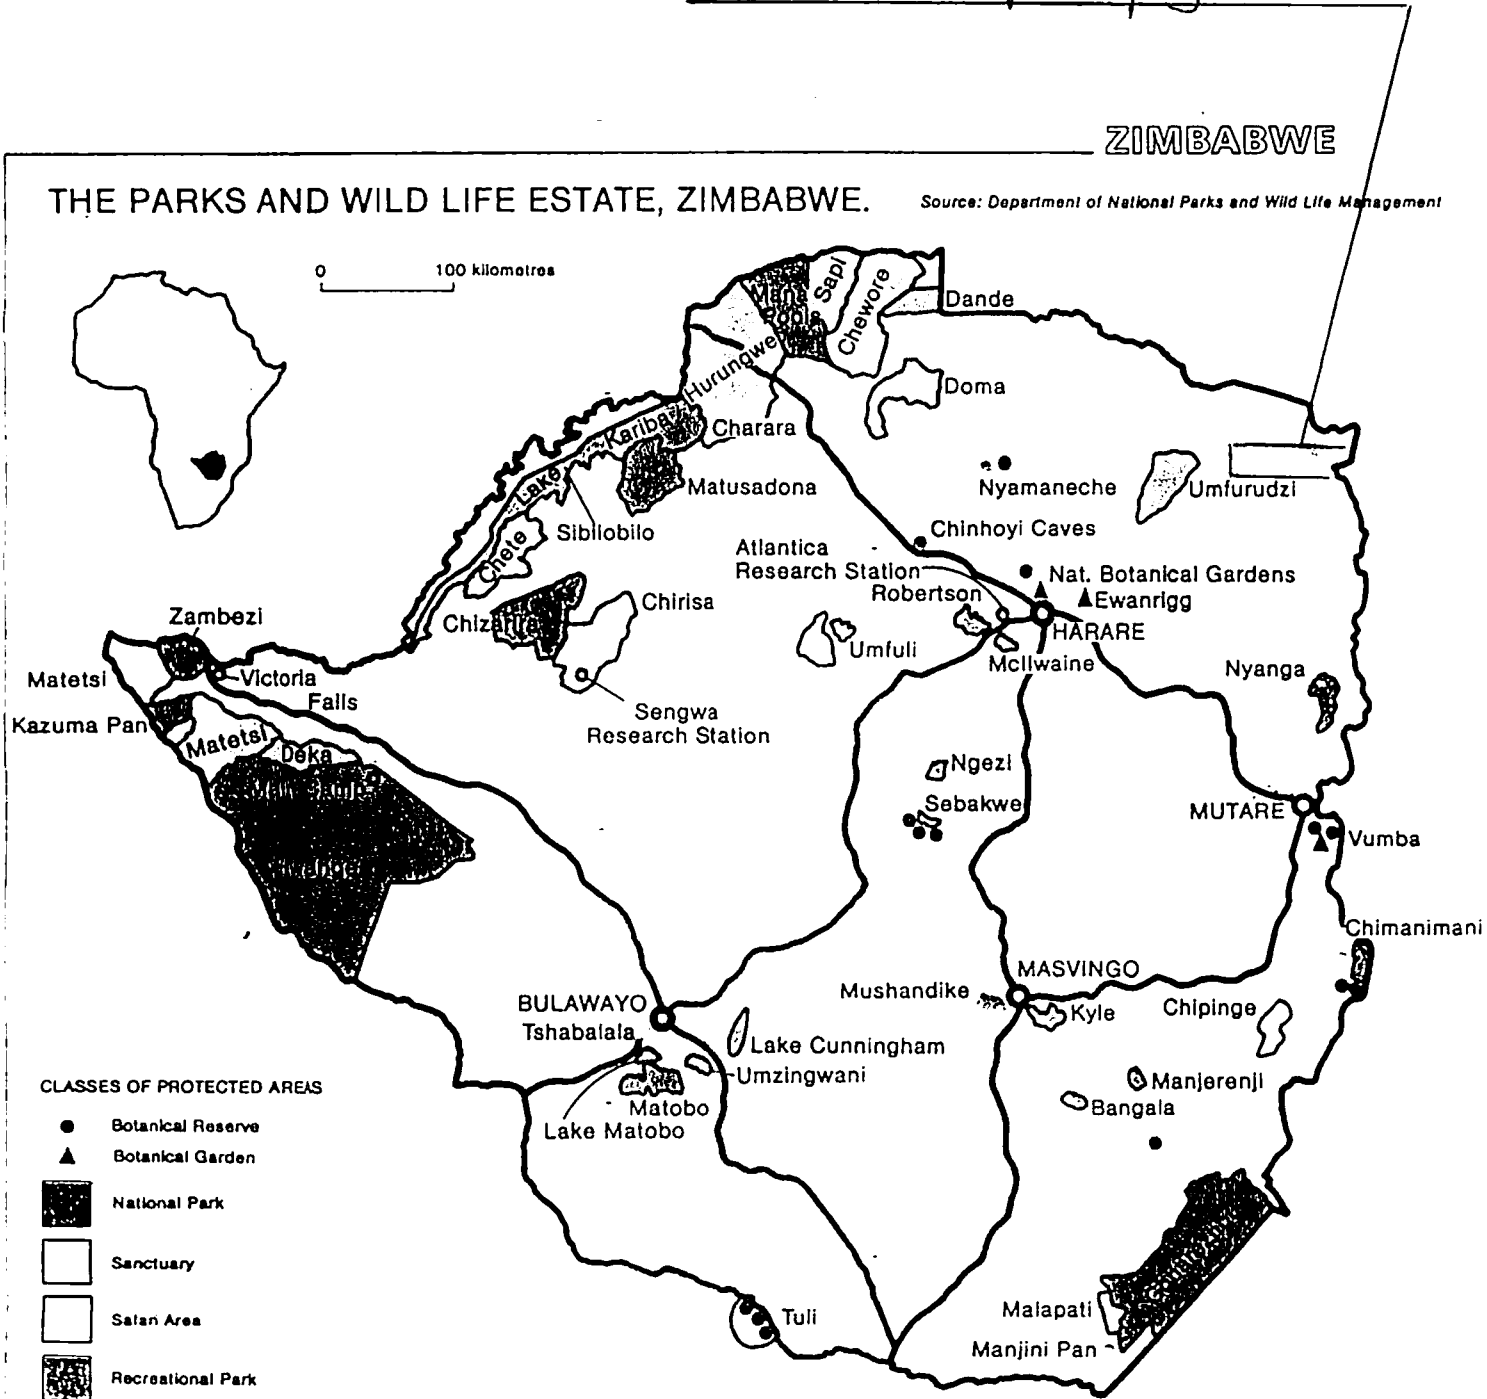 ZIMBABWE
THE PARKS AND WILD LIFE ESTATE, ZIMBABWE.
Source: Department of National Parks and Wild Life Management
0
100 kilometres
Mana
Pools
Sapi
Chewore
Dande
Hurungwe
Doma
Kariba
Lake
Charara
Matusadona
Nyamaneche
Umfurudzi
Sibilobilo
Chete
Chinhoyi Caves
Atlantica
Research Station
Nat. Botanical Gardens
Robertson
Ewanrigg
Chizarira
Chirisa
HARARE
Zambezi
Umfuli
McIlwaine
Matetsi
Victoria
Falls
Nyanga
Kazuma Pan
Sengwa
Research Station
Matetsi
Deka
Ngezi
Sebakwe
MUTARE
Vumba
Hwange
Chimanimani
MASVINGO
Mushandike
Kyle
Chipinge
BULAWAYO
Tshabalala
Lake Cunningham
Umzingwani
Manjerenji
Matobo
Bangala
Lake Matobo
CLASSES OF PROTECTED AREAS
Botanical Reserve
Botanical Garden
National Park
Sanctuary
Safari Area
Recreational Park
Tuli
Malapati
Manjini Pan